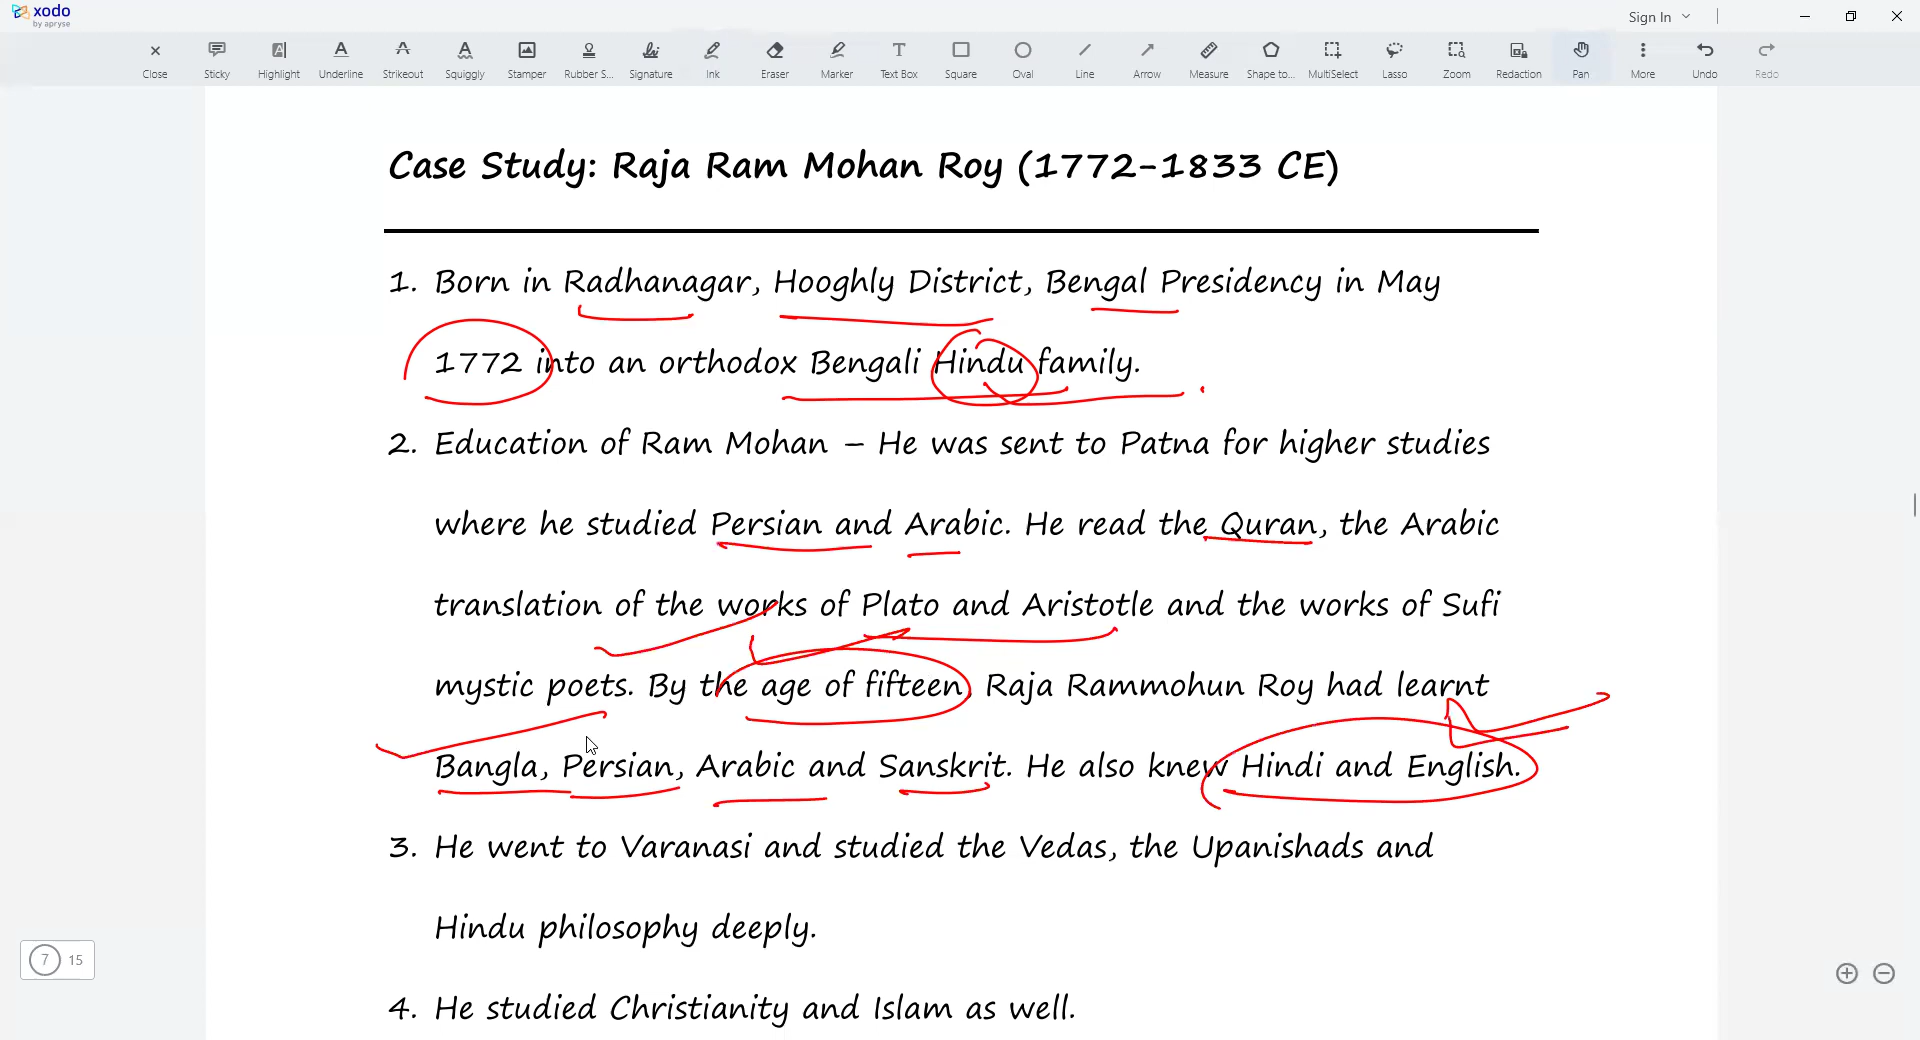 xodo
by apryse
Sign In
Close
Sticky
Highlight
Underline
Strikeout
Squiggly
Stamper
Rubber S...
Signature
Ink
Eraser
Marker
Text Box
Square
Oval
Line
Arrow
Measure
Shape to...
MultiSelect
Lasso
Zoom
Redaction
Pan
More
Undo
Redo
Case Study: Raja Ram Mohan Roy (1772-1833 CE)
1. Born in Radhanagar, Hooghly District, Bengal Presidency in May
1772 into an orthodox Bengali Hindu family.
2. Education of Ram Mohan – He was sent to Patna for higher studies
where he studied Persian and Arabic. He read the Quran, the Arabic
translation of the works of Plato and Aristotle and the works of Sufi
mystic poets. By the age of fifteen, Raja Rammohun Roy had learnt
Bangla, Persian, Arabic and Sanskrit. He also knew Hindi and English.
3. He went to Varanasi and studied the Vedas, the Upanishads and
Hindu philosophy deeply.
4. He studied Christianity and Islam as well.
7 15